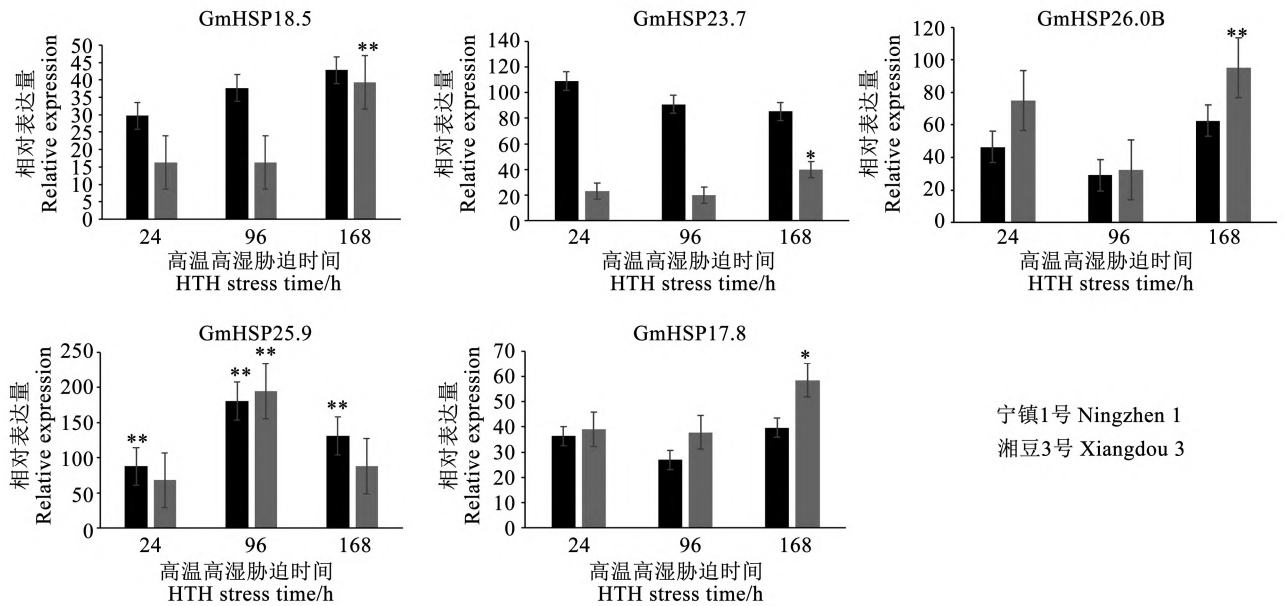 GmHSP18.5
相对表达量
Relative expression
50
45
40
35
30
25
20
15
10
5
0
**
24 96 168
高温高湿胁迫时间
HTH stress time/h
GmHSP23.7
相对表达量
Relative expression
140
120
100
80
60
40
20
0
*
24 96 168
高温高湿胁迫时间
HTH stress time/h
GmHSP26.0B
相对表达量
Relative expression
120
100
80
60
40
20
0
**
24 96 168
高温高湿胁迫时间
HTH stress time/h
GmHSP25.9
相对表达量
Relative expression
250
200
150
100
50
0
** ** ** **
24 96 168
高温高湿胁迫时间
HTH stress time/h
GmHSP17.8
相对表达量
Relative expression
70
60
50
40
30
20
10
0
*
24 96 168
高温高湿胁迫时间
HTH stress time/h
宁镇1号 Ningzhen 1
湘豆3号 Xiangdou 3